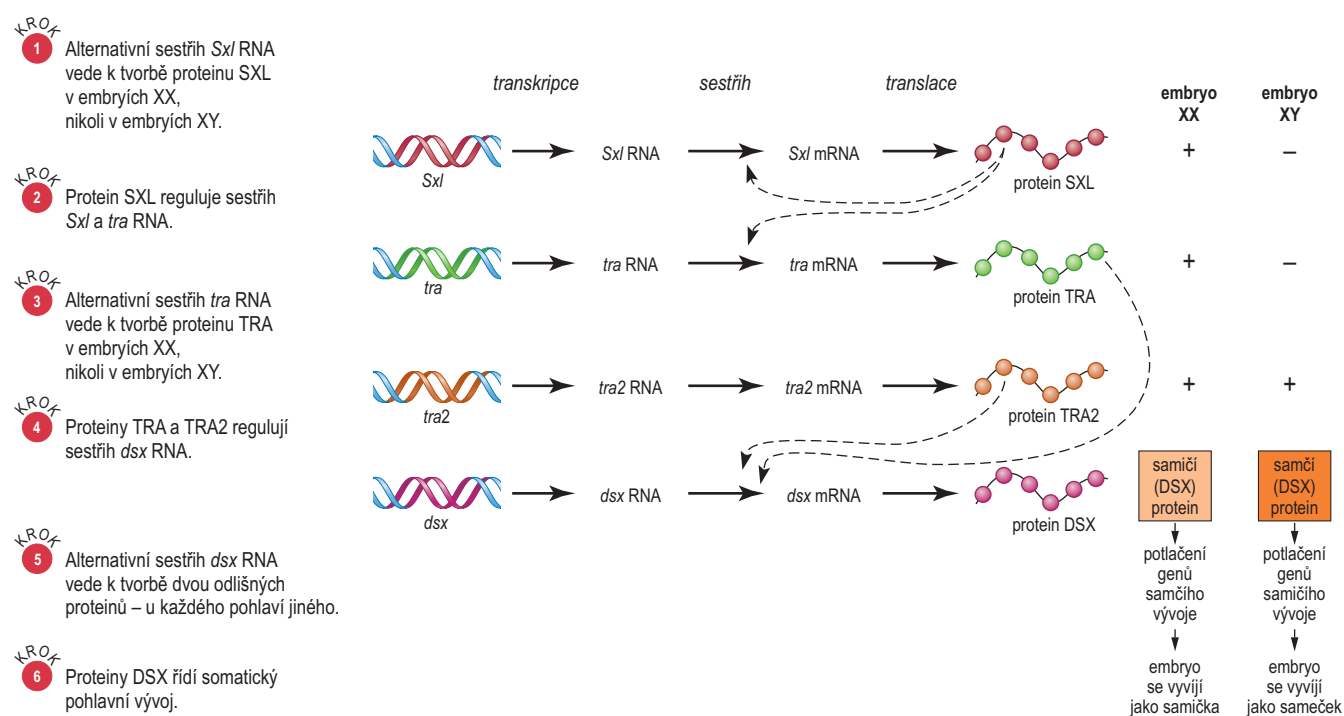 KROK
1
Alternativní sestřih Sxl RNA
vede k tvorbě proteinu SXL
v embryích XX,
nikoli v embryích XY.
KROK
2
Protein SXL reguluje sestřih
Sxl a tra RNA.
KROK
3
Alternativní sestřih tra RNA
vede k tvorbě proteinu TRA
v embryích XX,
nikoli v embryích XY.
KROK
4
Proteiny TRA a TRA2 regulují
sestřih dsx RNA.
KROK
5
Alternativní sestřih dsx RNA
vede k tvorbě dvou odlišných
proteinů – u každého pohlaví jiného.
KROK
6
Proteiny DSX řídí somatický
pohlavní vývoj.
transkripce
sestřih
translace
embryo
XX
embryo
XY
Sxl
Sxl RNA
Sxl mRNA
protein SXL
+
–
tra
tra RNA
tra mRNA
protein TRA
+
–
tra2
tra2 RNA
tra2 mRNA
protein TRA2
+
+
dsx
dsx RNA
dsx mRNA
protein DSX
samičí
(DSX)
protein
potlačení
genů
samčího
vývoje
embryo
se vyvíjí
jako samička
samčí
(DSX)
protein
potlačení
genů
samičího
vývoje
embryo
se vyvíjí
jako sameček